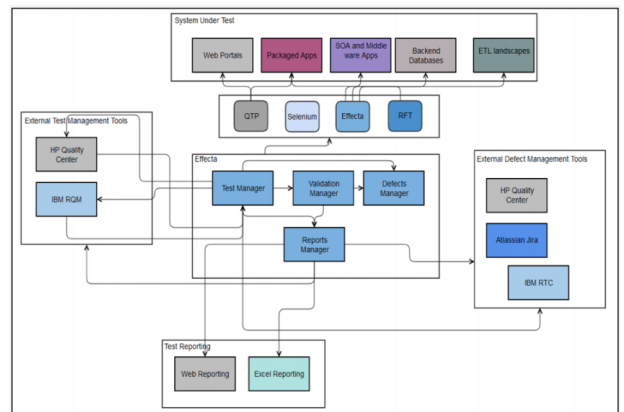 System Under Test
Web Portals
Packaged Apps
SOA and Middle
ware Apps
Backend
Databases
ETL landscapes
QTP
Selenium
Effecta
RFT
External Test Management Tools
HP Quality
Center
IBM RQM
Effecta
Test Manager
Validation
Manager
Defects
Manager
Reports
Manager
External Defect Management Tools
HP Quality
Center
Atlassian Jira
IBM RTC
Test Reporting
Web Reporting
Excel Reporting